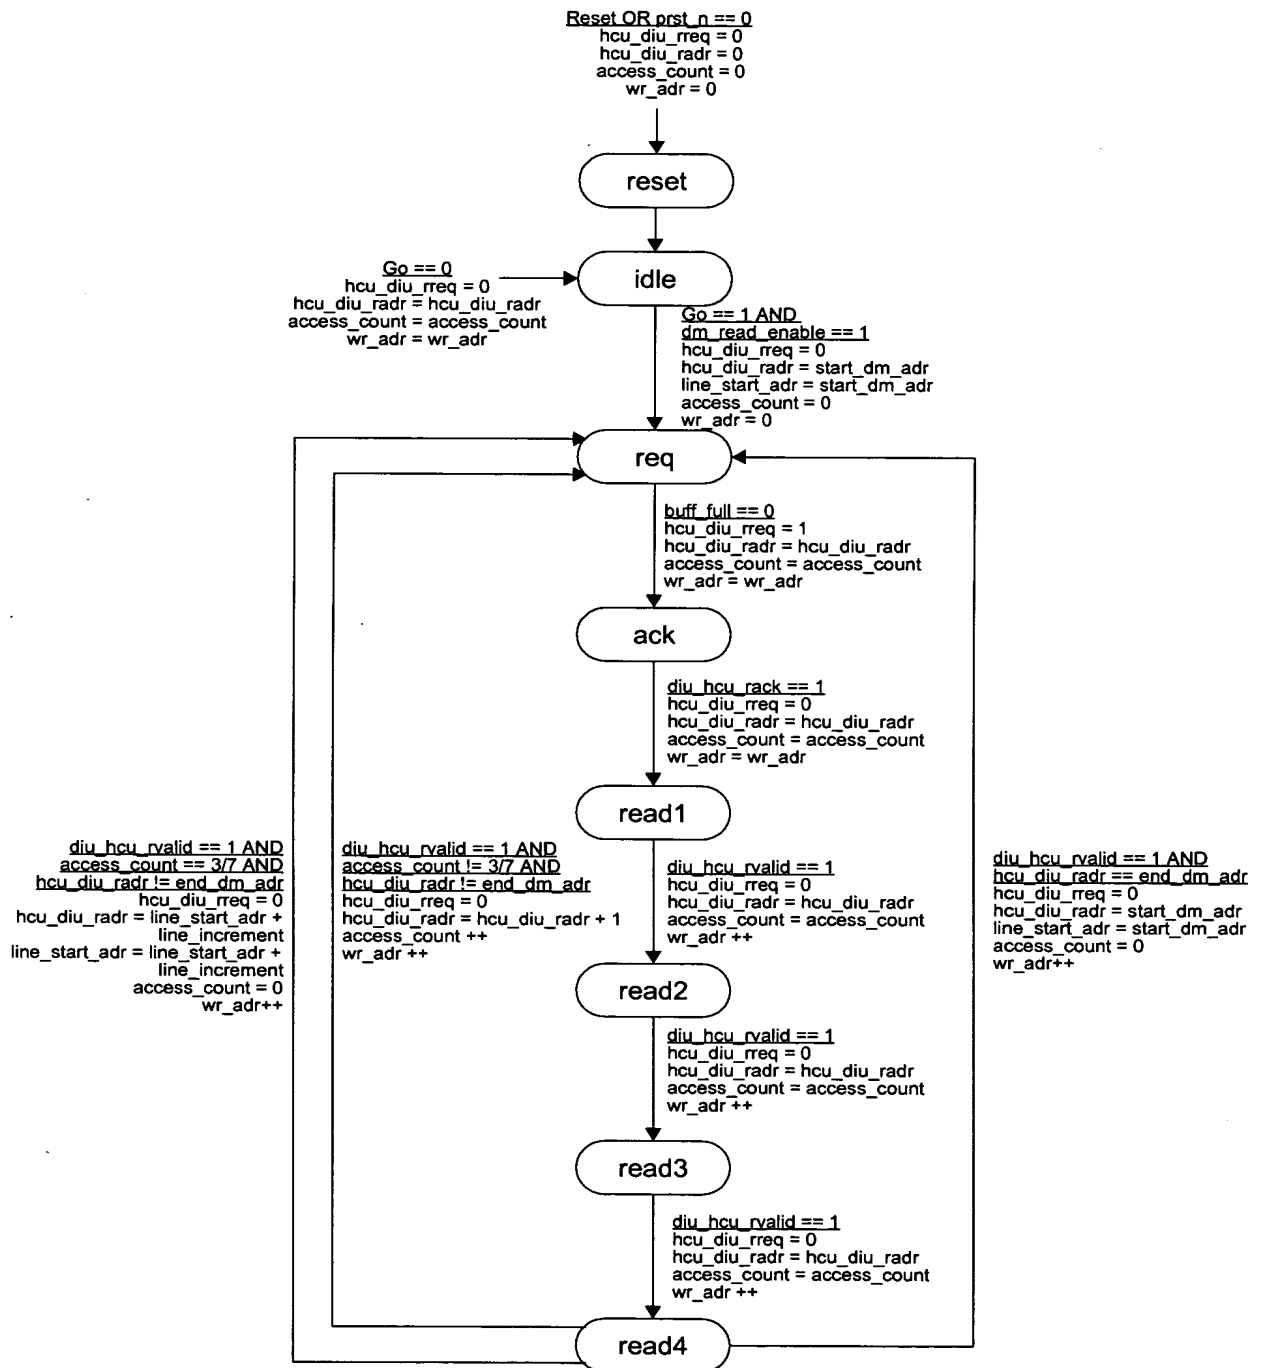 Reset OR prst_n == 0
hcu_diu_rreq = 0
hcu_diu_radr = 0
access_count = 0
wr_adr = 0
reset
idle
Go == 0
hcu_diu_rreq = 0
hcu_diu_radr = hcu_diu_radr
access_count = access_count
wr_adr = wr_adr
Go == 1 AND
dm_read_enable == 1
hcu_diu_rreq = 0
hcu_diu_radr = start_dm_adr
line_start_adr = start_dm_adr
access_count = 0
wr_adr = 0
req
buff_full == 0
hcu_diu_rreq = 1
hcu_diu_radr = hcu_diu_radr
access_count = access_count
wr_adr = wr_adr
ack
diu_hcu_rack == 1
hcu_diu_rreq = 0
hcu_diu_radr = hcu_diu_radr
access_count = access_count
wr_adr = wr_adr
read1
diu_hcu_rvalid == 1 AND
access_count == 3/7 AND
hcu_diu_radr != end_dm_adr
hcu_diu_rreq = 0
hcu_diu_radr = line_start_adr +
line_increment
line_start_adr = line_start_adr +
line_increment
access_count = 0
wr_adr++
diu_hcu_rvalid == 1 AND
access_count != 3/7 AND
hcu_diu_radr != end_dm_adr
hcu_diu_rreq = 0
hcu_diu_radr = hcu_diu_radr + 1
access_count ++
wr_adr ++
diu_hcu_rvalid == 1
hcu_diu_rreq = 0
hcu_diu_radr = hcu_diu_radr
access_count = access_count
wr_adr ++
diu_hcu_rvalid == 1 AND
hcu_diu_radr == end_dm_adr
hcu_diu_rreq = 0
hcu_diu_radr = start_dm_adr
line_start_adr = start_dm_adr
access_count = 0
wr_adr++
read2
diu_hcu_rvalid == 1
hcu_diu_rreq = 0
hcu_diu_radr = hcu_diu_radr
access_count = access_count
wr_adr ++
read3
diu_hcu_rvalid == 1
hcu_diu_rreq = 0
hcu_diu_radr = hcu_diu_radr
access_count = access_count
wr_adr ++
read4